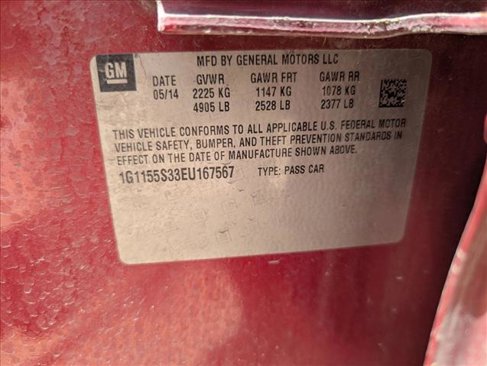 MFD BY GENERAL MOTORS LLC
GM
DATE GVWR GAWR FRT GAWR RR
05/14 2225 KG 1147 KG 1078 KG
4905 LB 2528 LB 2377 LB
THIS VEHICLE CONFORMS TO ALL APPLICABLE U.S. FEDERAL MOTOR
VEHICLE SAFETY, BUMPER, AND THEFT PREVENTION STANDARDS IN
EFFECT ON THE DATE OF MANUFACTURE SHOWN ABOVE.
1G1155S33EU167567 TYPE: PASS CAR